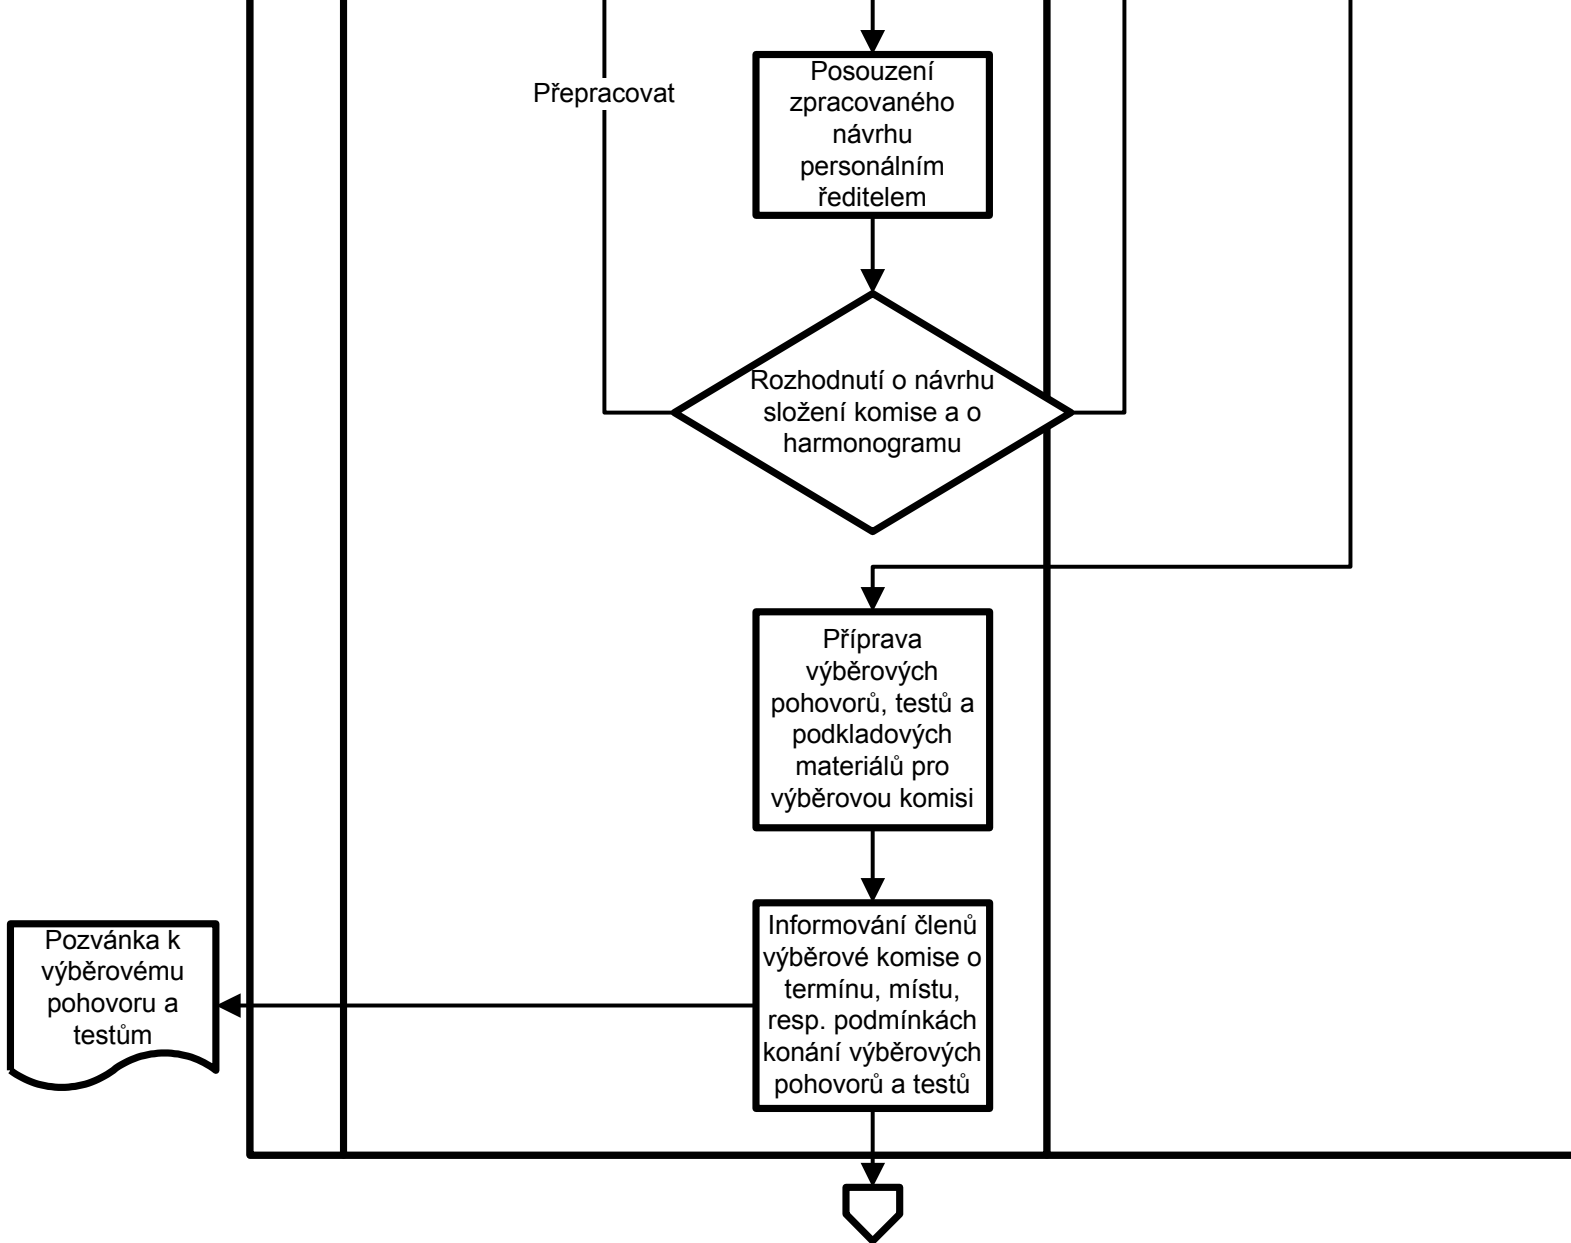 Přepracovat
Posouzení
zpracovaného
návrhu
personálním
ředitelem
Rozhodnutí o návrhu
složení komise a o
harmonogramu
Příprava
výběrových
pohovorů, testů a
podkladových
materiálů pro
výběrovou komisi
Informování členů
výběrové komise o
termínu, místu,
resp. podmínkách
konání výběrových
pohovorů a testů
Pozvánka k
výběrovému
pohovoru a
testům